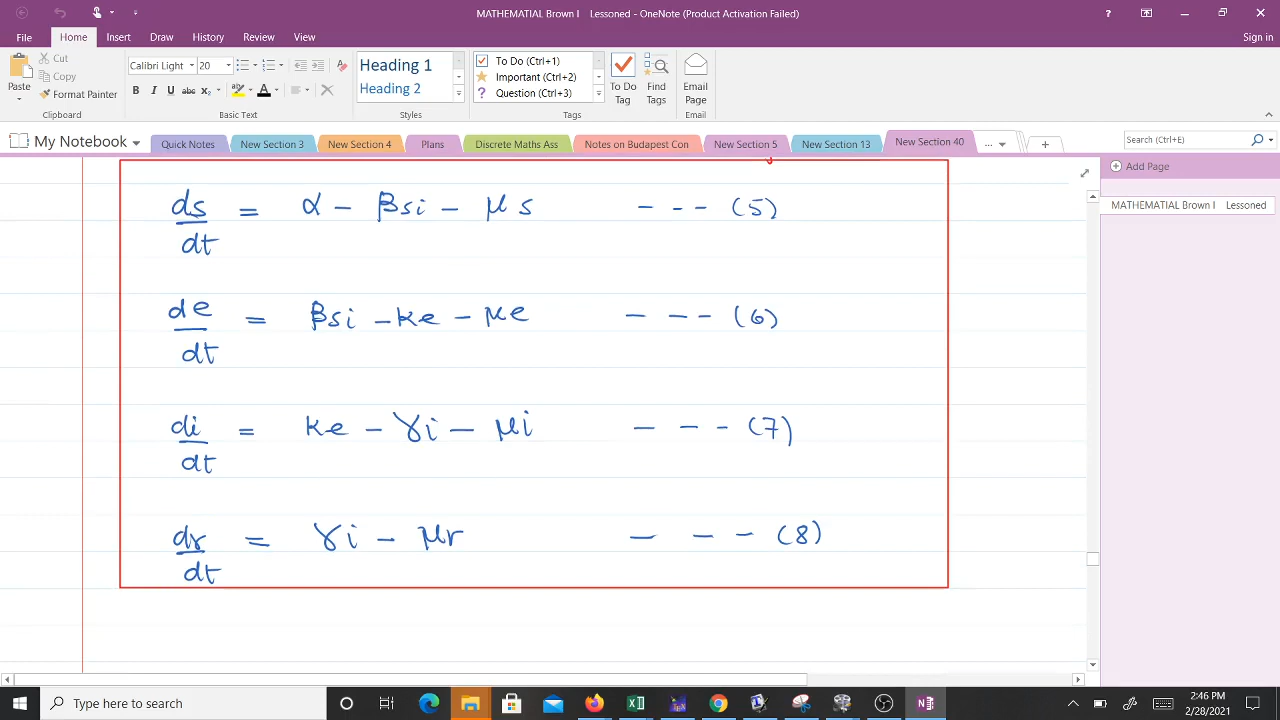 MATHEMATIAL Brown I    Lessoned - OneNote (Product Activation Failed)
File Home Insert Draw History Review View Sign in
Cut
Copy
Format Painter
Paste
Clipboard
Calibri Light 20
B I U abc x₂ A
Basic Text
Heading 1
Heading 2
Styles
To Do (Ctrl+1)
Important (Ctrl+2)
Question (Ctrl+3)
To Do Tag
Find Tags
Tags
Email Page
Email
My Notebook Quick Notes New Section 3 New Section 4 Plans Discrete Maths Ass Notes on Budapest Con New Section 5 New Section 13 New Section 40 ... Search (Ctrl+E)
Add Page
MATHEMATIAL Brown I    Lessoned
ds/dt = α - βsi - μs --- (5)
de/dt = βsi - κe - μe --- (6)
di/dt = κe - γi - μi --- (7)
dr/dt = γi - μr --- (8)
Type here to search
2:46 PM
2/28/2021